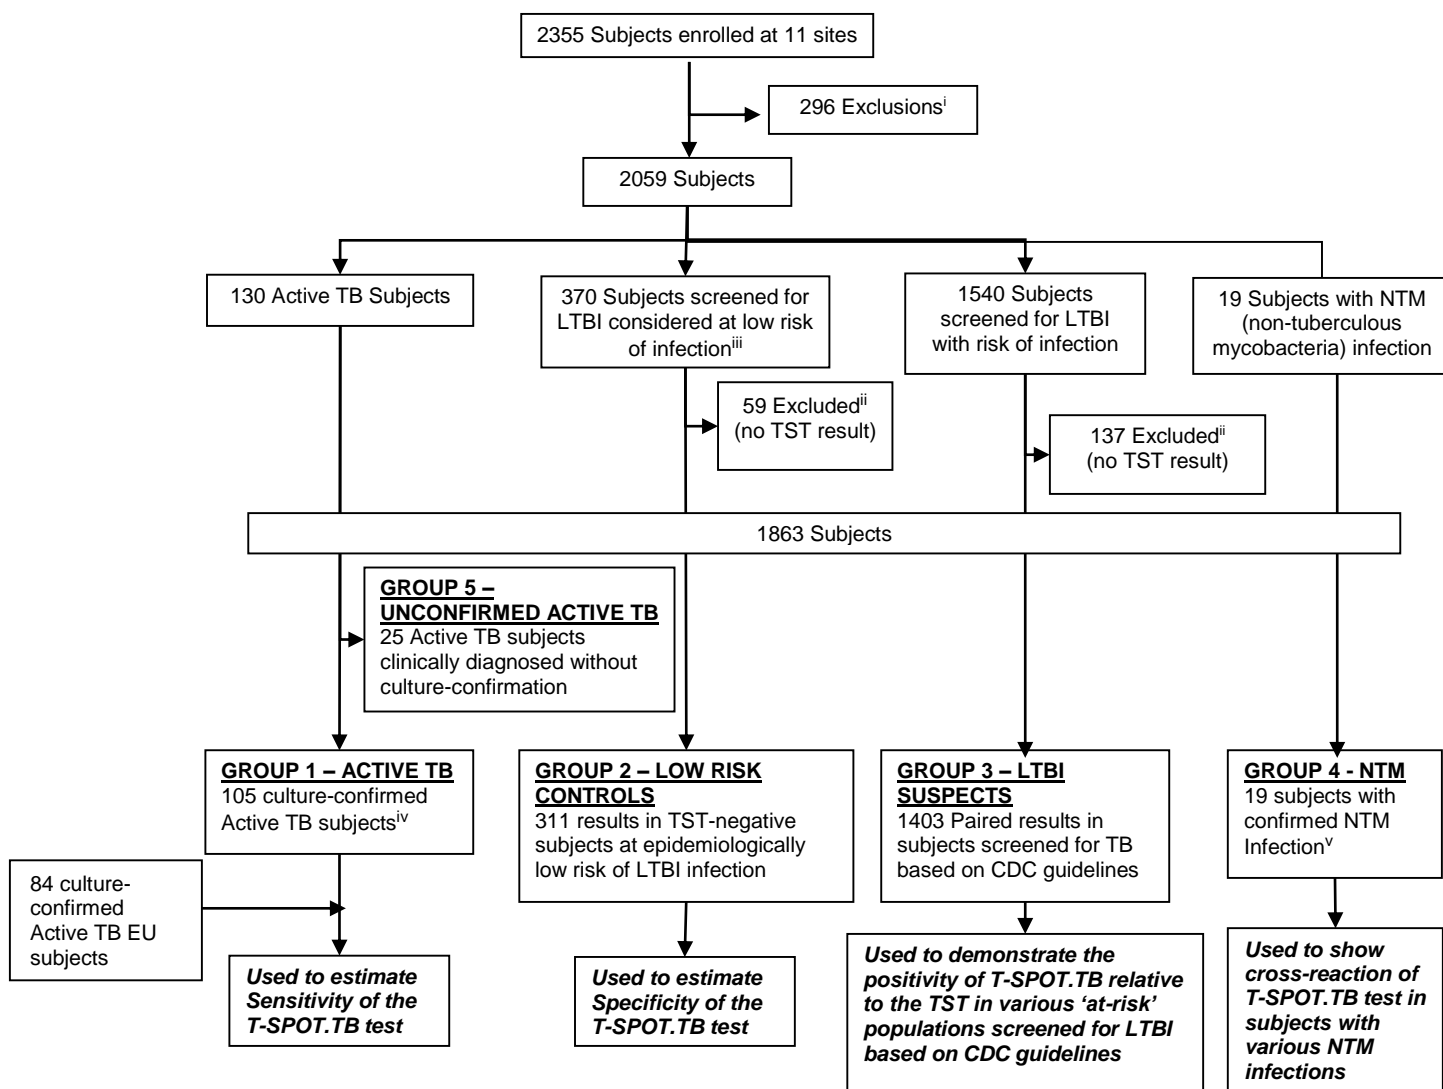 2355 Subjects enrolled at 11 sites
296 Exclusionsⁱ
2059 Subjects
130 Active TB Subjects
370 Subjects screened for
LTBI considered at low risk
of infectionⁱⁱⁱ
1540 Subjects
screened for LTBI
with risk of infection
19 Subjects with NTM
(non-tuberculous
mycobacteria) infection
59 Excludedⁱⁱ
(no TST result)
137 Excludedⁱⁱ
(no TST result)
1863 Subjects
GROUP 5 –
UNCONFIRMED ACTIVE TB
25 Active TB subjects
clinically diagnosed without
culture-confirmation
GROUP 1 – ACTIVE TB
105 culture-confirmed
Active TB subjectsⁱᵛ
GROUP 2 – LOW RISK
CONTROLS
311 results in TST-negative
subjects at epidemiologically
low risk of LTBI infection
GROUP 3 – LTBI
SUSPECTS
1403 Paired results in
subjects screened for TB
based on CDC guidelines
GROUP 4 - NTM
19 subjects with
confirmed NTM
Infectionᵛ
84 culture-
confirmed
Active TB EU
subjects
Used to estimate
Sensitivity of the
T-SPOT.TB test
Used to estimate
Specificity of the
T-SPOT.TB test
Used to demonstrate the
positivity of T-SPOT.TB relative
to the TST in various ‘at-risk’
populations screened for LTBI
based on CDC guidelines
Used to show
cross-reaction of
T-SPOT.TB test in
subjects with
various NTM
infections